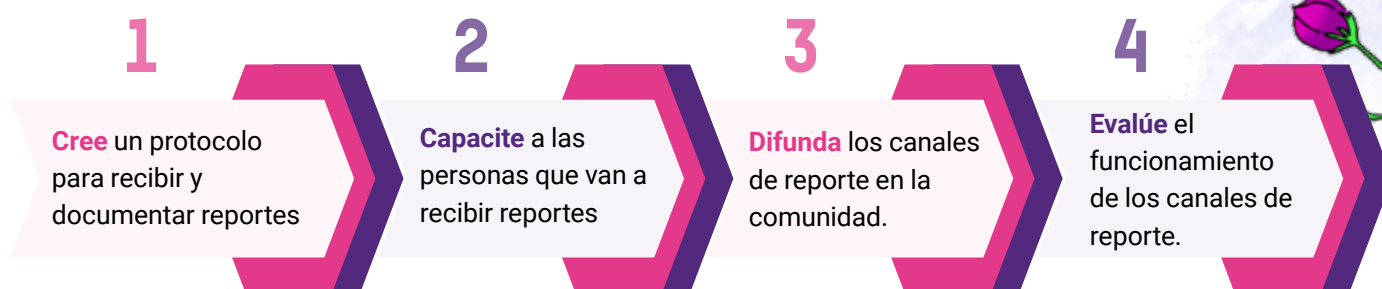 1
Cree un protocolo
para recibir y
documentar reportes
2
Capacite a las
personas que van a
recibir reportes
3
Difunda los canales
de reporte en la
comunidad.
4
Evalúe el
funcionamiento
de los canales de
reporte.